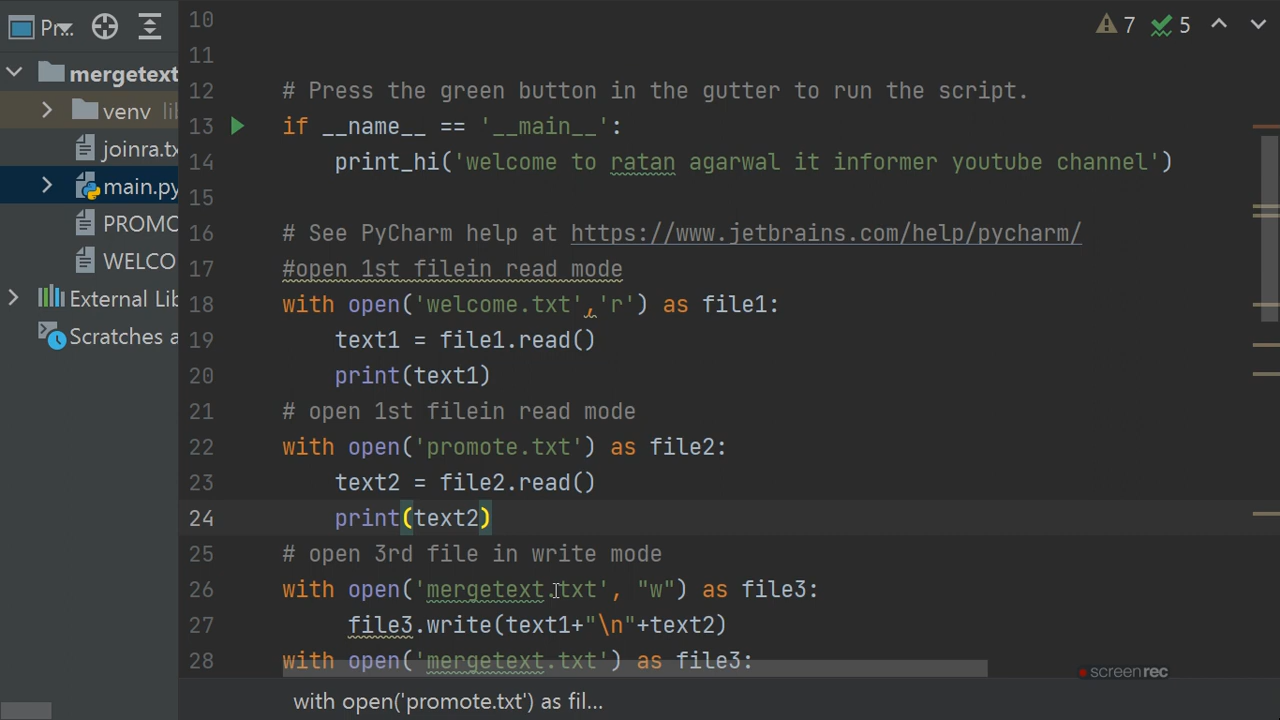 Pr...
7 5
mergetext
venv lib
joinra.tx
main.py
PROMO
WELCO
External Lib
Scratches a
10
11
12 # Press the green button in the gutter to run the script.
13 if __name__ == '__main__':
14 print_hi('welcome to ratan agarwal it informer youtube channel')
15
16 # See PyCharm help at https://www.jetbrains.com/help/pycharm/
17 #open 1st filein read mode
18 with open('welcome.txt','r') as file1:
19 text1 = file1.read()
20 print(text1)
21 # open 1st filein read mode
22 with open('promote.txt') as file2:
23 text2 = file2.read()
24 print(text2)
25 # open 3rd file in write mode
26 with open('mergetext.txt', "w") as file3:
27 file3.write(text1+"\n"+text2)
28 with open('mergetext.txt') as file3:
screenrec
with open('promote.txt') as fil...